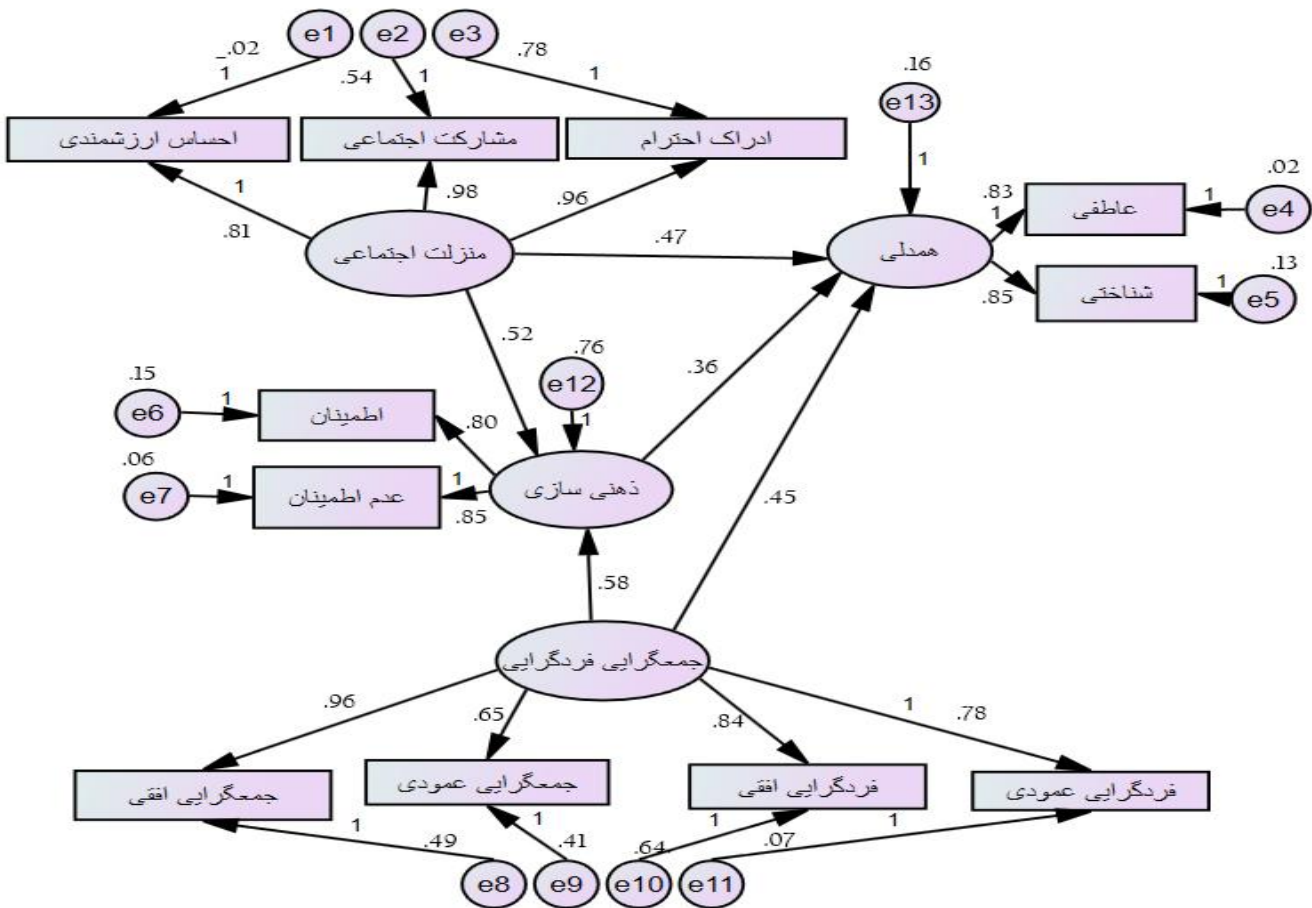 e1 e2 e3
_.02 .54 .78
1 1 1
احساس ارزشمندی
مشارکت اجتماعی
ادراک احترام
1 .98 .96
.81
منزلت اجتماعی
.47
.16
e13
1
همدلی
.83
1
عاطفی
1
.02
e4
.85
شناختی
1
.13
e5
.52
.76
e12
1
.36
.45
.15
e6
1
اطمینان
.80
.06
e7
1
عدم اطمینان
1
.85
ذهنی سازی
.58
جمعگرایی فردگرایی
.96 .65 .84 1 .78
جمعگرایی افقی
جمعگرایی عمودی
فردگرایی افقی
فردگرایی عمودی
1 1 1 1
.49 .41 .64. .07
e8 e9 e10 e11